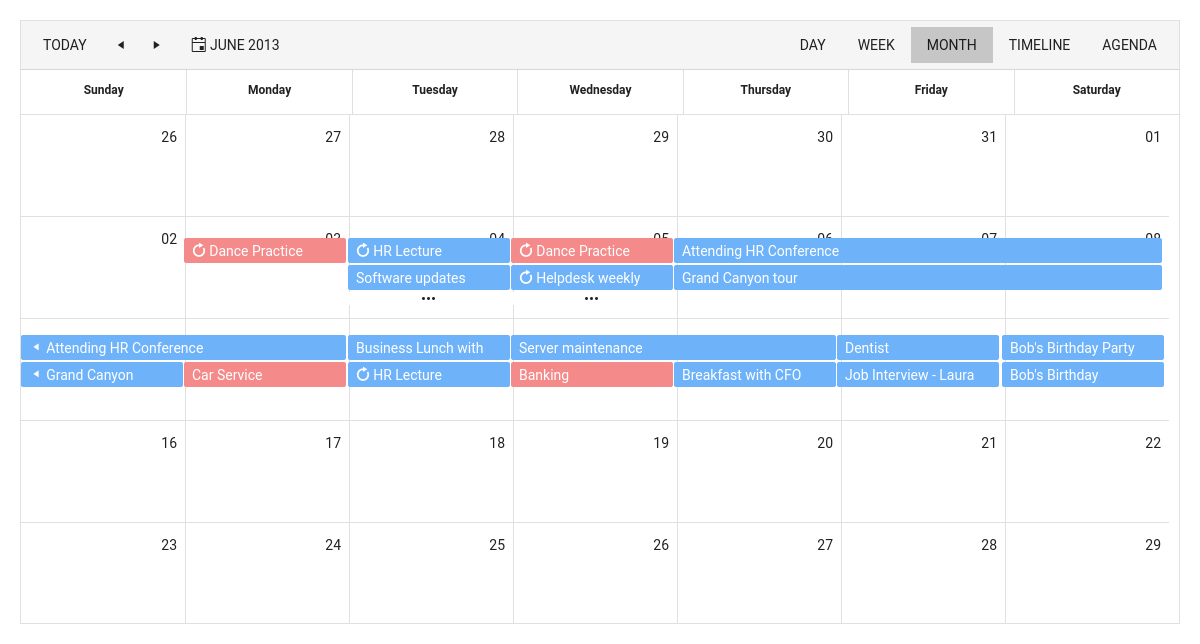 TODAY JUNE 2013 DAY WEEK MONTH TIMELINE AGENDA
Sunday Monday Tuesday Wednesday Thursday Friday Saturday
26 27 28 29 30 31 01
02 03 04 05 06 07 08
Dance Practice HR Lecture Dance Practice Attending HR Conference
Software updates Helpdesk weekly Grand Canyon tour
••• •••
Attending HR Conference Business Lunch with Server maintenance Dentist Bob's Birthday Party
Grand Canyon Car Service HR Lecture Banking Breakfast with CFO Job Interview - Laura Bob's Birthday
16 17 18 19 20 21 22
23 24 25 26 27 28 29